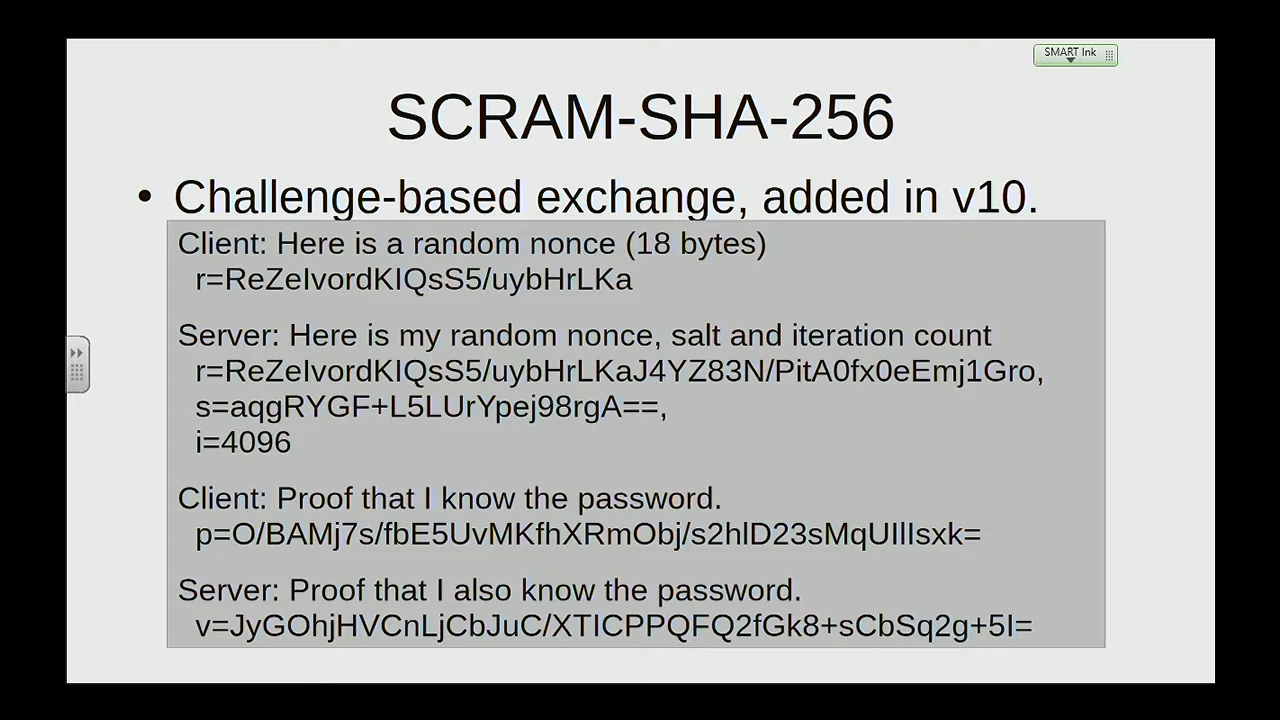 SMART Ink
SCRAM-SHA-256
• Challenge-based exchange, added in v10.
Client: Here is a random nonce (18 bytes)
r=ReZeIvordKIQsS5/uybHrLKa
Server: Here is my random nonce, salt and iteration count
r=ReZeIvordKIQsS5/uybHrLKaJ4YZ83N/PitA0fx0eEmj1Gro,
s=aqgRYGF+L5LUrYpej98rgA==,
i=4096
Client: Proof that I know the password.
p=O/BAMj7s/fbE5UvMKfhXRmObj/s2hlD23sMqUIlIsxk=
Server: Proof that I also know the password.
v=JyGOhjHVCnLjCbJuC/XTICPPQFQ2fGk8+sCbSq2g+5I=